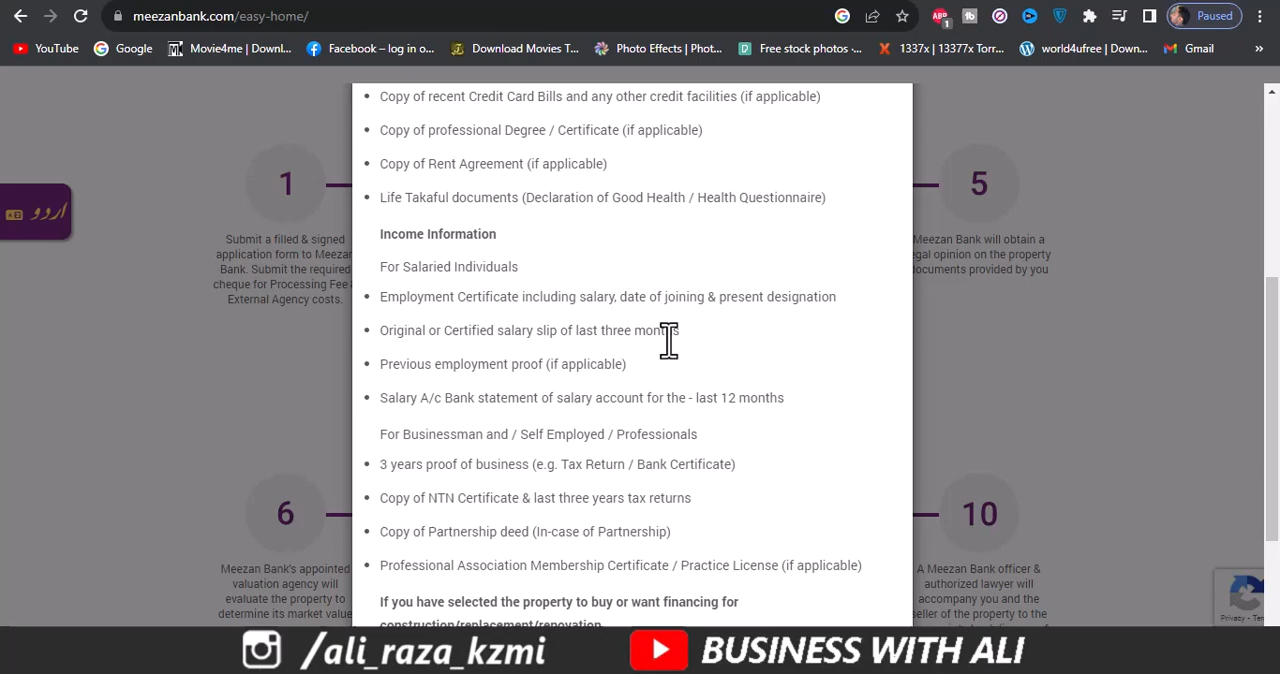 meezanbank.com/easy-home/
Paused
YouTube
Google
Movie4me | Downl...
Facebook – log in o...
Download Movies T...
Photo Effects | Phot...
Free stock photos ·...
1337x | 13377x Torr...
world4ufree | Down...
Gmail
»
• Copy of recent Credit Card Bills and any other credit facilities (if applicable)
• Copy of professional Degree / Certificate (if applicable)
• Copy of Rent Agreement (if applicable)
• Life Takaful documents (Declaration of Good Health / Health Questionnaire)
Income Information
For Salaried Individuals
• Employment Certificate including salary, date of joining & present designation
• Original or Certified salary slip of last three months
• Previous employment proof (if applicable)
• Salary A/c Bank statement of salary account for the - last 12 months
For Businessman and / Self Employed / Professionals
• 3 years proof of business (e.g. Tax Return / Bank Certificate)
• Copy of NTN Certificate & last three years tax returns
• Copy of Partnership deed (In-case of Partnership)
• Professional Association Membership Certificate / Practice License (if applicable)
If you have selected the property to buy or want financing for
construction/replacement/renovation
اردو
1
Submit a filled & signed
application form to Meezan
Bank. Submit the required
cheque for Processing Fee
External Agency costs.
5
Meezan Bank will obtain a
egal opinion on the property
documents provided by you
6
Meezan Bank's appointed
valuation agency will
evaluate the property to
determine its market value
10
A Meezan Bank officer &
authorized lawyer will
accompany you and the
seller of the property to the
Privacy - Ter
/ali_raza_kzmi
BUSINESS WITH ALI